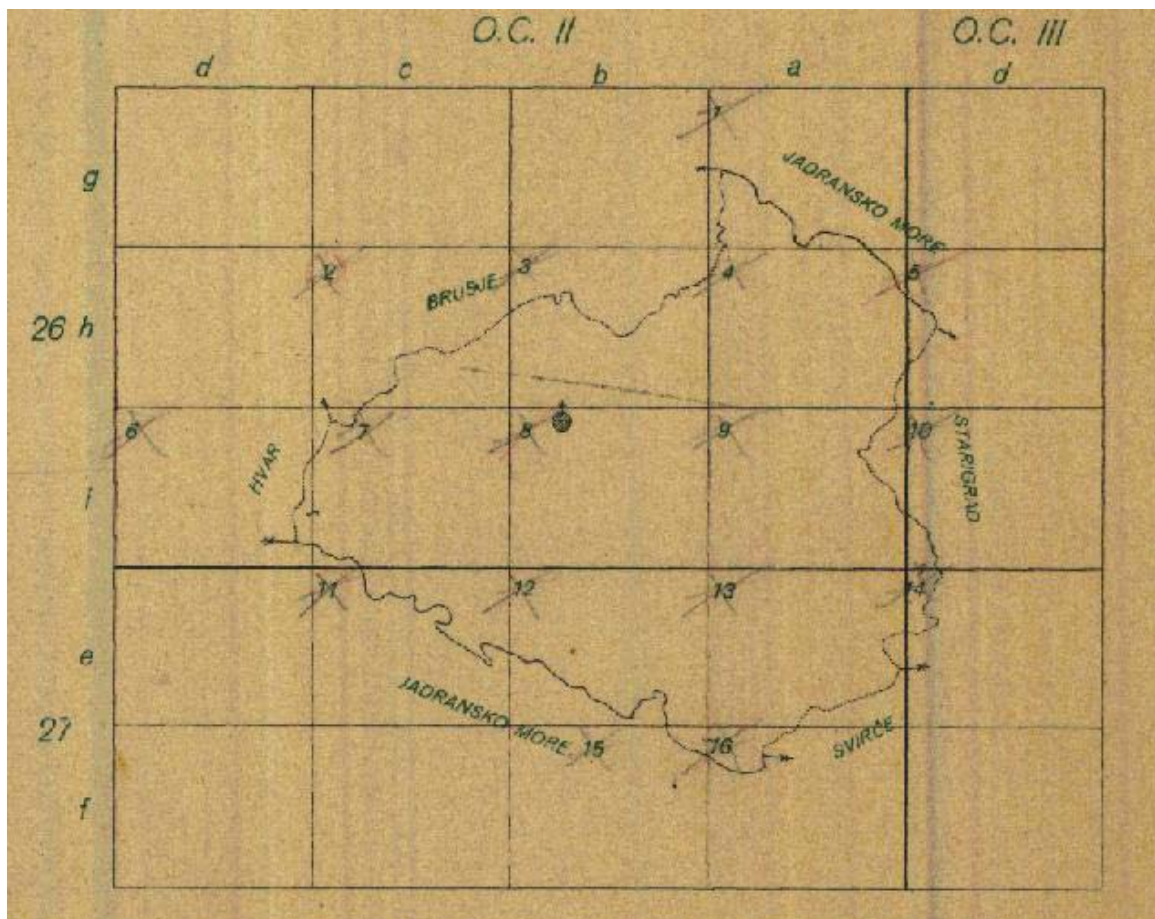 O.C. II O.C. III
d c b a d
1
g
JADRANSKO MORE
2 3 4 5
BRUSJE
26 h
6 7 8 9 10
HVAR
STARIGRAD
i
11 12 13 14
e
JADRANSKO MORE
SVIRČE
27
15 16
f